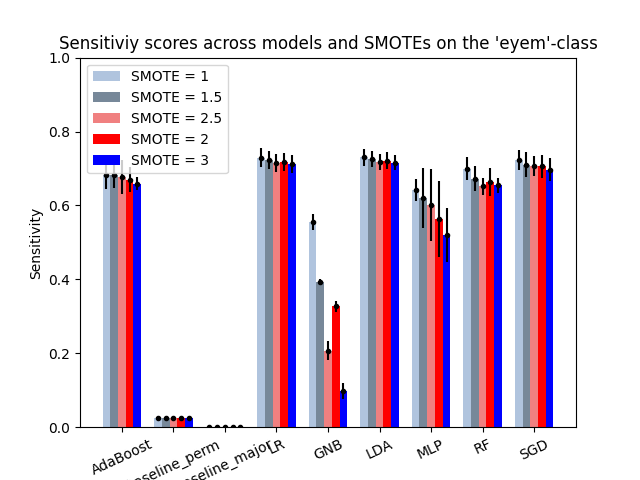 Sensitiviy scores across models and SMOTEs on the 'eyem'-class
1.0
0.8
0.6
0.4
0.2
0.0
Sensitivity
SMOTE = 1
SMOTE = 1.5
SMOTE = 2.5
SMOTE = 2
SMOTE = 3
AdaBoost
seline_perm
seline_major
LR
GNB
LDA
MLP
RF
SGD